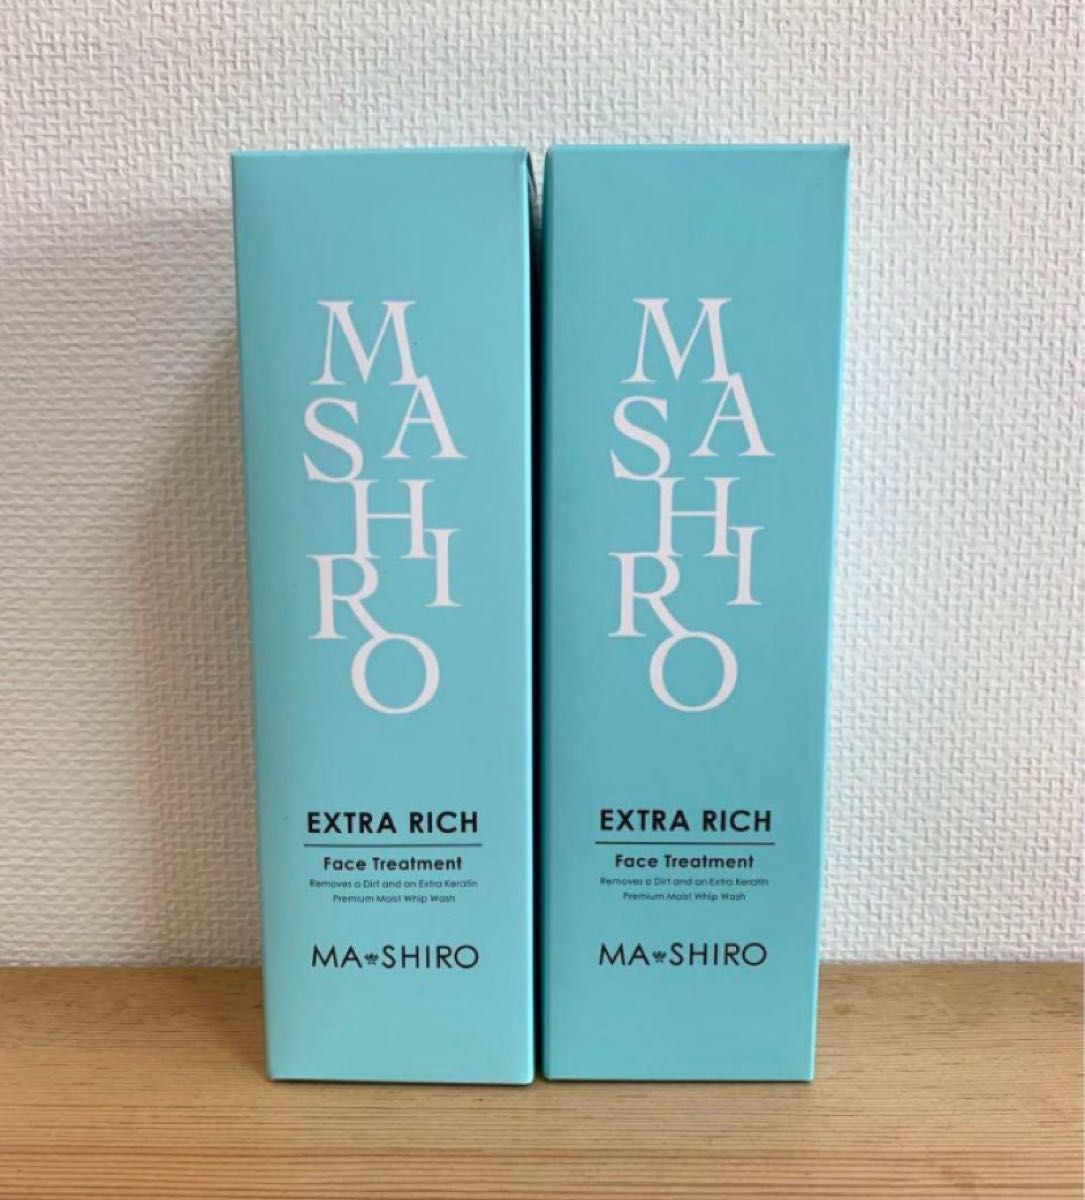 MASHIRO
EXTRA RICH
Face Treatment
Removes a Dirt and an Extra Keratin
Premium Moist Whip Wash
MA SHIRO
MASHIRO
EXTRA RICH
Face Treatment
Removes a Dirt and an Extra Keratin
Premium Moist Whip Wash
MA SHIRO